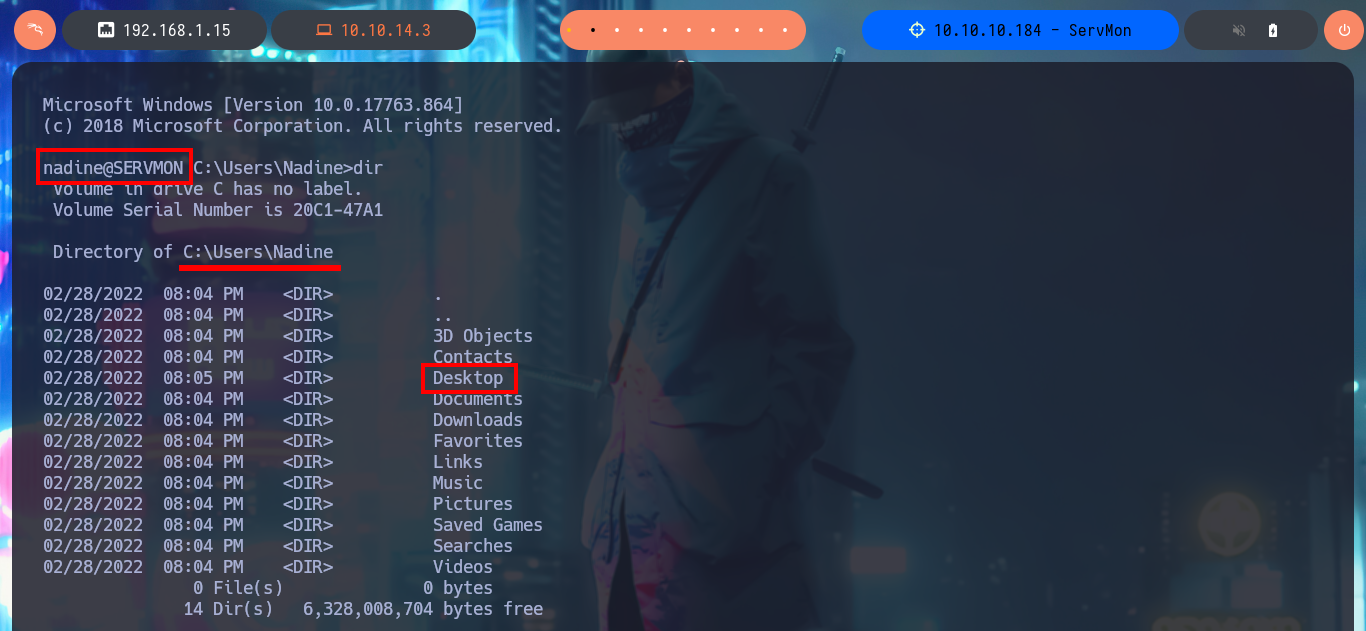 192.168.1.15 10.10.14.3 10.10.10.184 - ServMon
Microsoft Windows [Version 10.0.17763.864]
(c) 2018 Microsoft Corporation. All rights reserved.
nadine@SERVMON C:\Users\Nadine>dir
Volume in drive C has no label.
Volume Serial Number is 20C1-47A1
Directory of C:\Users\Nadine
02/28/2022 08:04 PM <DIR> .
02/28/2022 08:04 PM <DIR> ..
02/28/2022 08:04 PM <DIR> 3D Objects
02/28/2022 08:04 PM <DIR> Contacts
02/28/2022 08:05 PM <DIR> Desktop
02/28/2022 08:04 PM <DIR> Documents
02/28/2022 08:04 PM <DIR> Downloads
02/28/2022 08:04 PM <DIR> Favorites
02/28/2022 08:04 PM <DIR> Links
02/28/2022 08:04 PM <DIR> Music
02/28/2022 08:04 PM <DIR> Pictures
02/28/2022 08:04 PM <DIR> Saved Games
02/28/2022 08:04 PM <DIR> Searches
02/28/2022 08:04 PM <DIR> Videos
0 File(s) 0 bytes
14 Dir(s) 6,328,008,704 bytes free